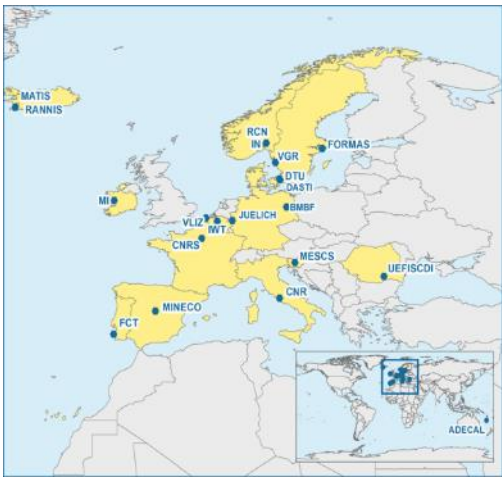 MATIS
RANNIS
RCN
IN
FORMAS
VGR
DTU
DASTI
MI
BMBF
VLIZ
JUELICH
IWT
CNRS
MESCS
UEFISCDI
CNR
MINECO
FCT
ADECAL